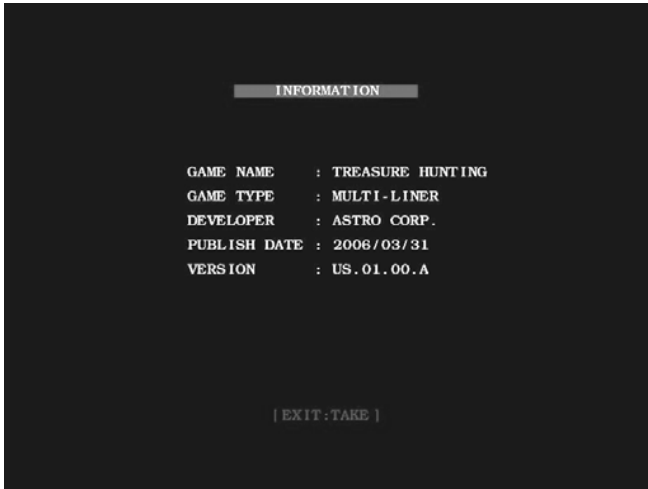 INFORMATION
GAME NAME : TREASURE HUNTING
GAME TYPE : MULTI-LINER
DEVELOPER : ASTRO CORP.
PUBLISH DATE : 2006/03/31
VERSION : US.01.00.A
[EXIT:TAKE]